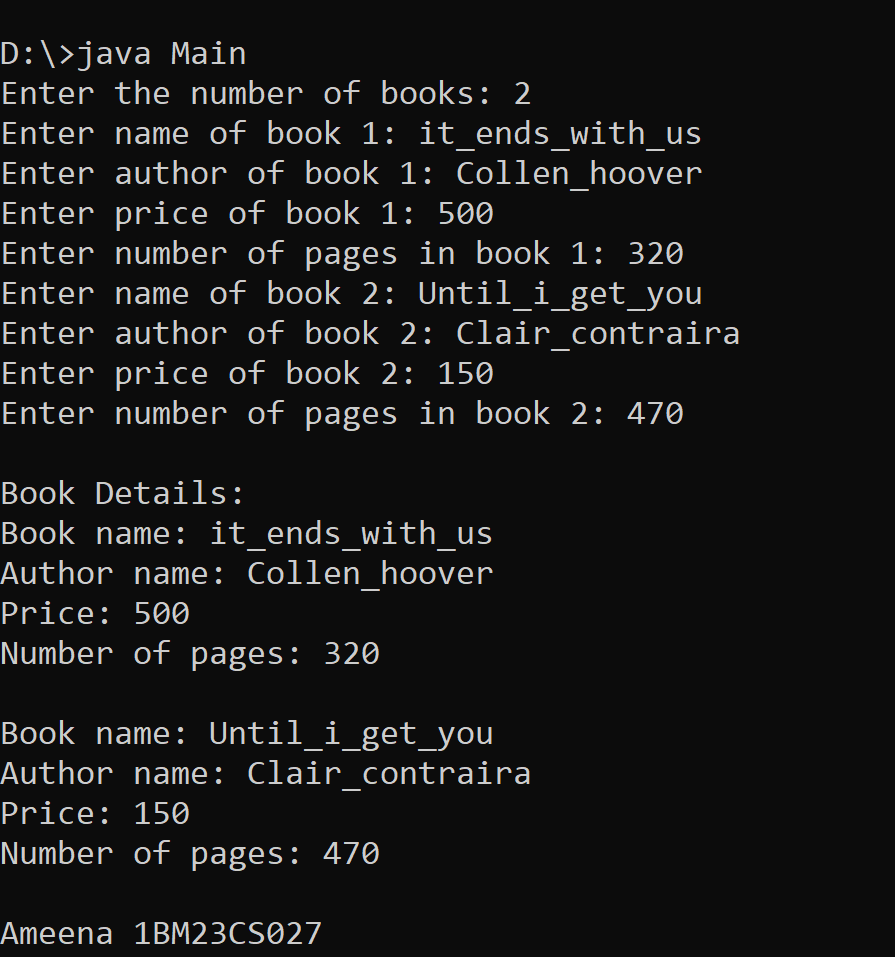 D:\>java Main
Enter the number of books: 2
Enter name of book 1: it_ends_with_us
Enter author of book 1: Collen_hoover
Enter price of book 1: 500
Enter number of pages in book 1: 320
Enter name of book 2: Until_i_get_you
Enter author of book 2: Clair_contraira
Enter price of book 2: 150
Enter number of pages in book 2: 470
Book Details:
Book name: it_ends_with_us
Author name: Collen_hoover
Price: 500
Number of pages: 320
Book name: Until_i_get_you
Author name: Clair_contraira
Price: 150
Number of pages: 470
Ameena 1BM23CS027